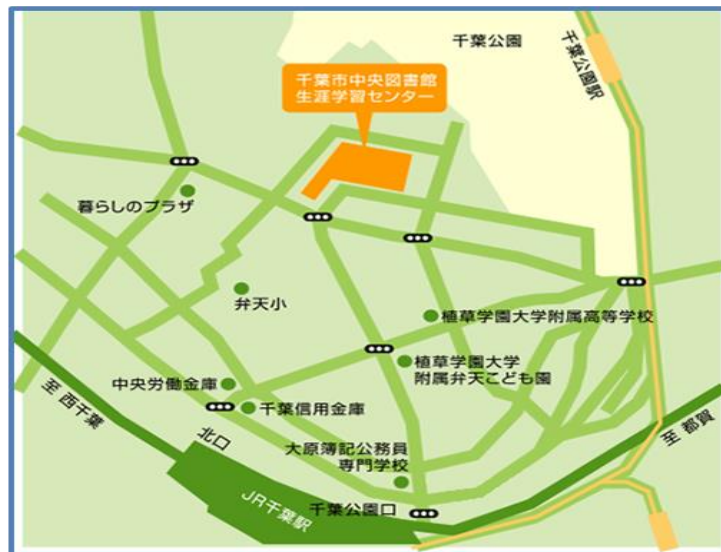 千葉公園
千葉公園駅
千葉市中央図書館
生涯学習センター
暮らしのプラザ
弁天小
植草学園大学附属高等学校
植草学園大学
附属弁天こども園
中央労働金庫
千葉信用金庫
至 西千葉
北口
大原簿記公務員
専門学校
至 都賀
JR千葉駅
千葉公園口